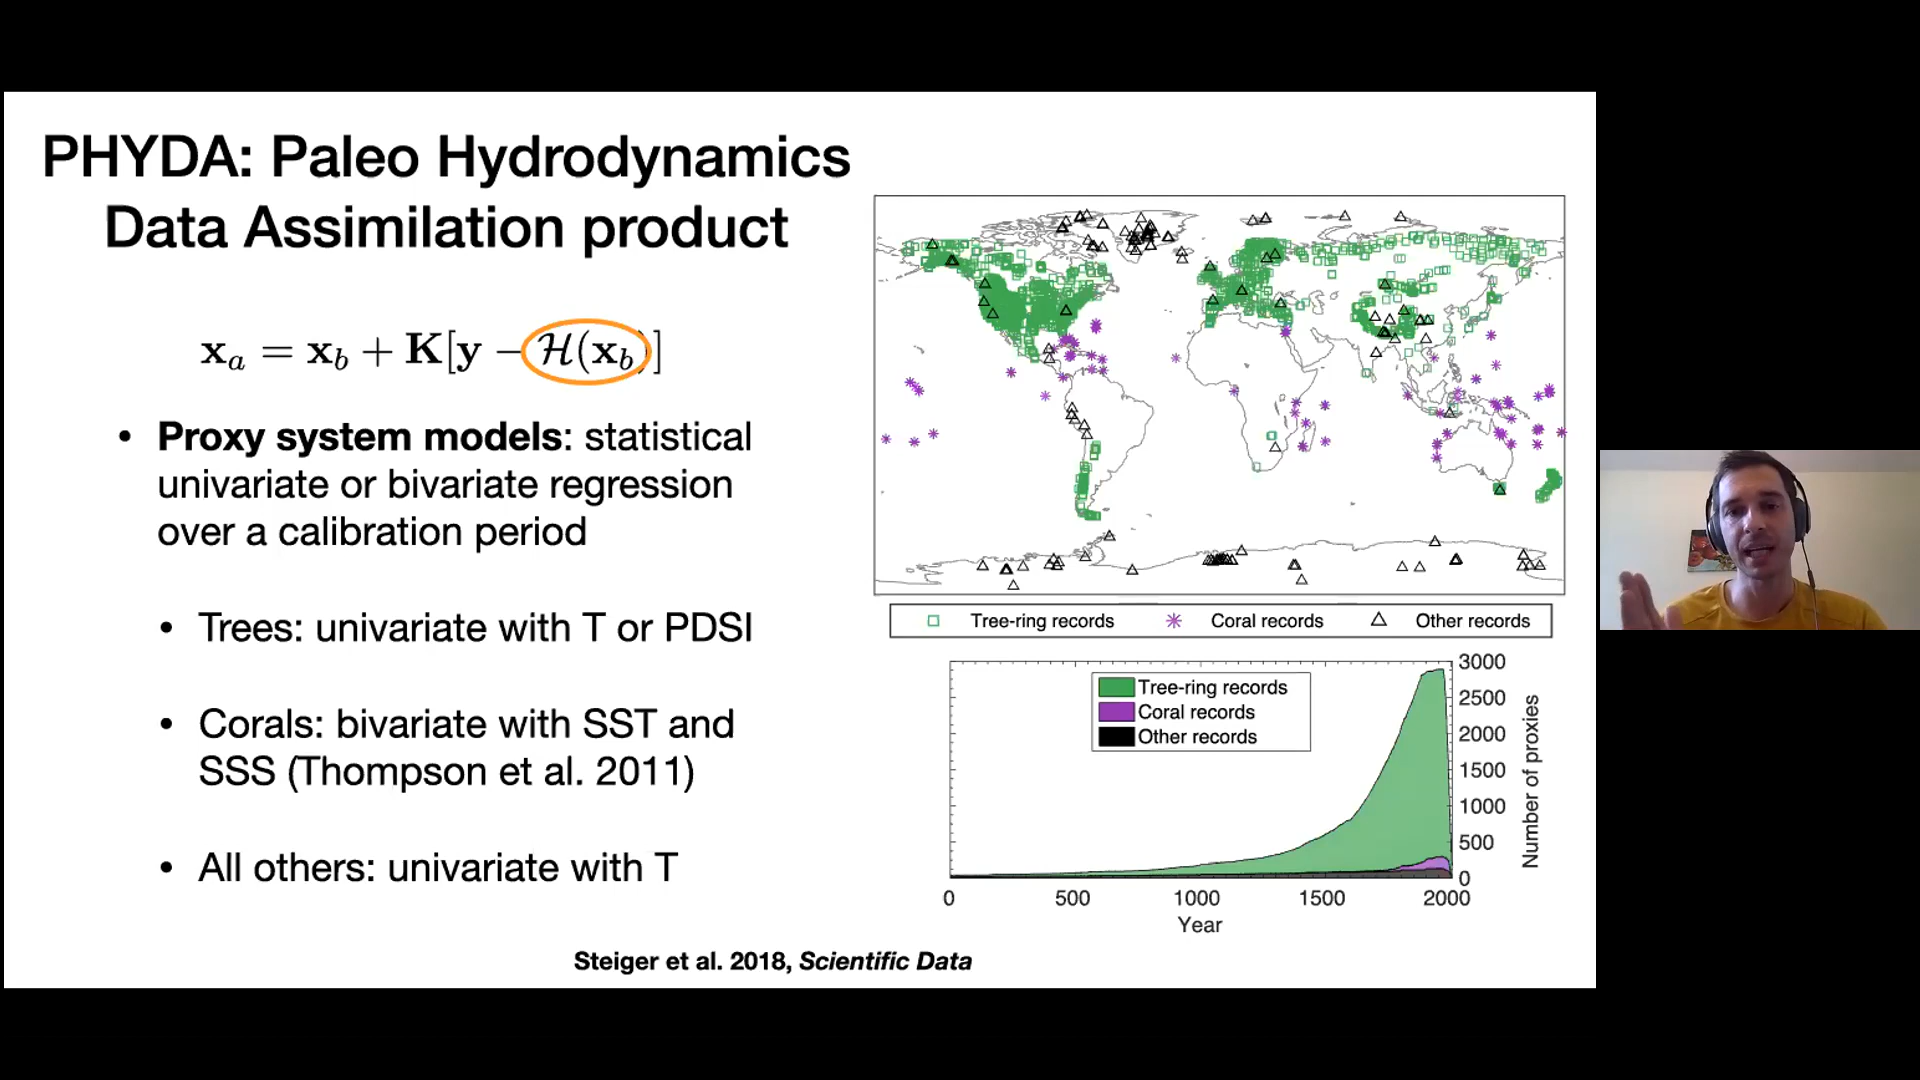 PHYDA: Paleo Hydrodynamics
Data Assimilation product
x_a = x_b + K[y − ℋ(x_b)]
• Proxy system models: statistical
univariate or bivariate regression
over a calibration period
• Trees: univariate with T or PDSI
• Corals: bivariate with SST and
SSS (Thompson et al. 2011)
• All others: univariate with T
Tree-ring records Coral records Other records
Tree-ring records
Coral records
Other records
3000
2500
2000
1500
1000
500
0
Number of proxies
0 500 1000 1500 2000
Year
Steiger et al. 2018, Scientific Data